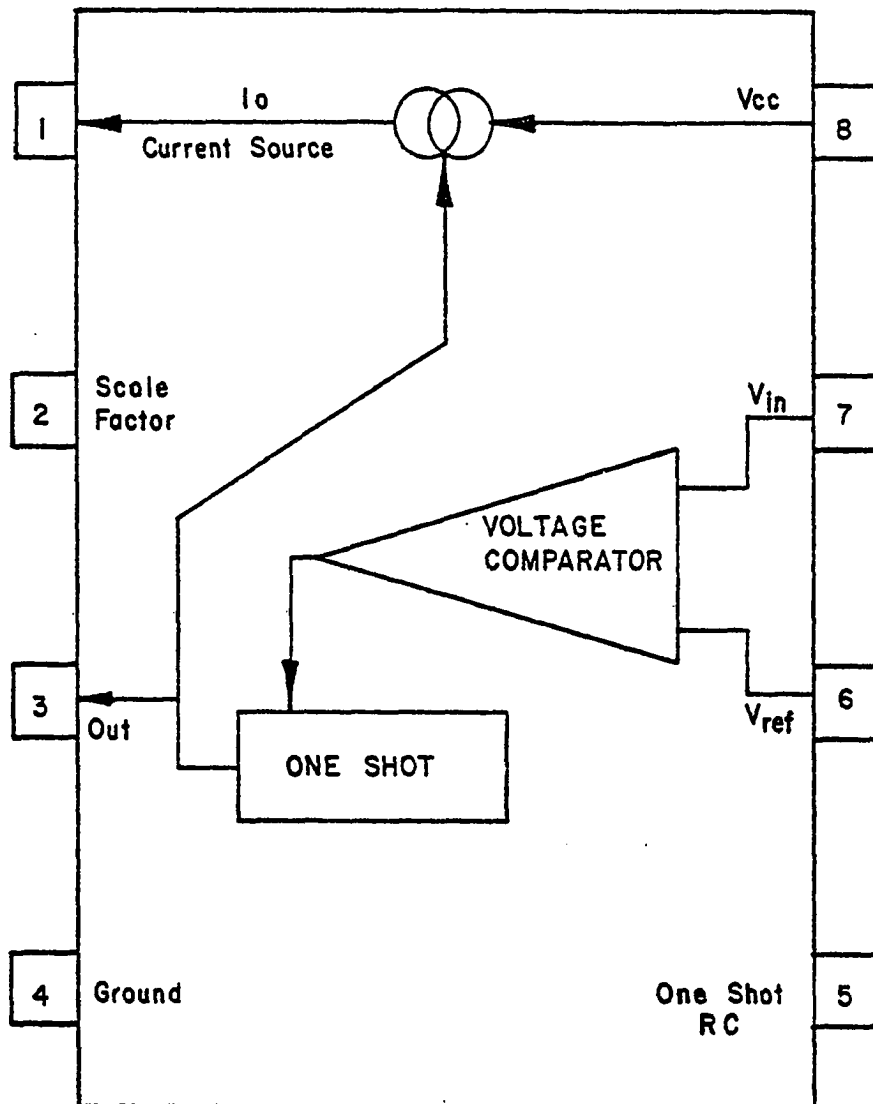 1
Io
Current Source
Vcc
8
2
Scale
Factor
Vin
7
VOLTAGE
COMPARATOR
3
Out
ONE SHOT
Vref
6
4
Ground
One Shot
RC
5